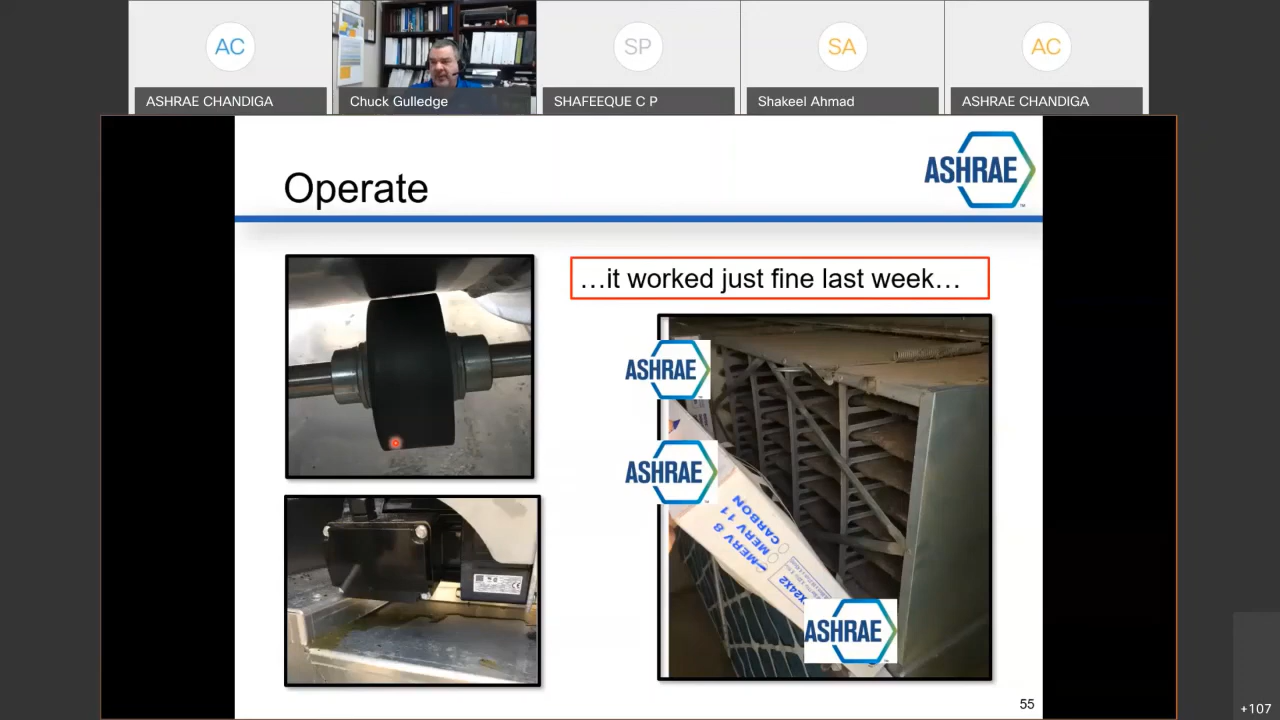 AC
SP
SA
AC
ASHRAE CHANDIGA
Chuck Gulledge
SHAFEEQUE C P
Shakeel Ahmad
ASHRAE CHANDIGA
ASHRAE
Operate
…it worked just fine last week…
ASHRAE
ASHRAE
MERV 8
MERV 11
CARBON
X24X2
ASHRAE
55
+107